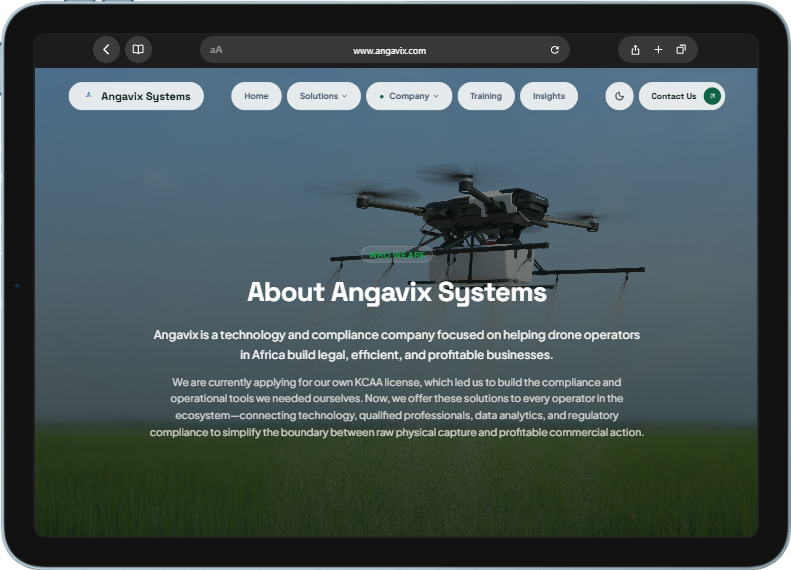 aA
www.angavix.com
Angavix Systems
Home
Solutions
Company
Training
Insights
Contact Us
WHO WE ARE
About Angavix Systems
Angavix is a technology and compliance company focused on helping drone operators
in Africa build legal, efficient, and profitable businesses.
We are currently applying for our own KCAA license, which led us to build the compliance and
operational tools we needed ourselves. Now, we offer these solutions to every operator in the
ecosystem—connecting technology, qualified professionals, data analytics, and regulatory
compliance to simplify the boundary between raw physical capture and profitable commercial action.